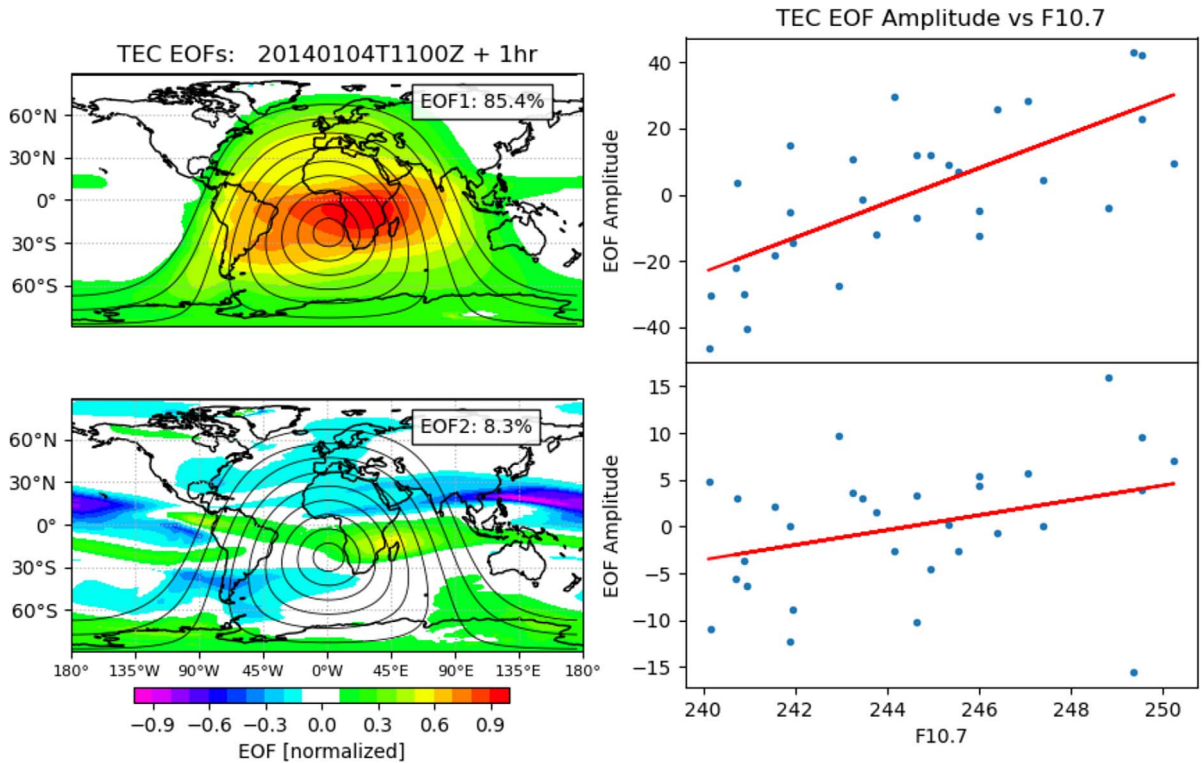 TEC EOFs:   20140104T1100Z + 1hr
EOF1: 85.4%
60°N
30°N
0°
30°S
60°S
EOF2: 8.3%
60°N
30°N
0°
30°S
60°S
180° 135°W 90°W 45°W 0°W 45°E 90°E 135°E 180°
−0.9 −0.6 −0.3 0.0 0.3 0.6 0.9
EOF [normalized]
TEC EOF Amplitude vs F10.7
EOF Amplitude
40
20
0
−20
−40
EOF Amplitude
15
10
5
0
−5
−10
−15
240 242 244 246 248 250
F10.7